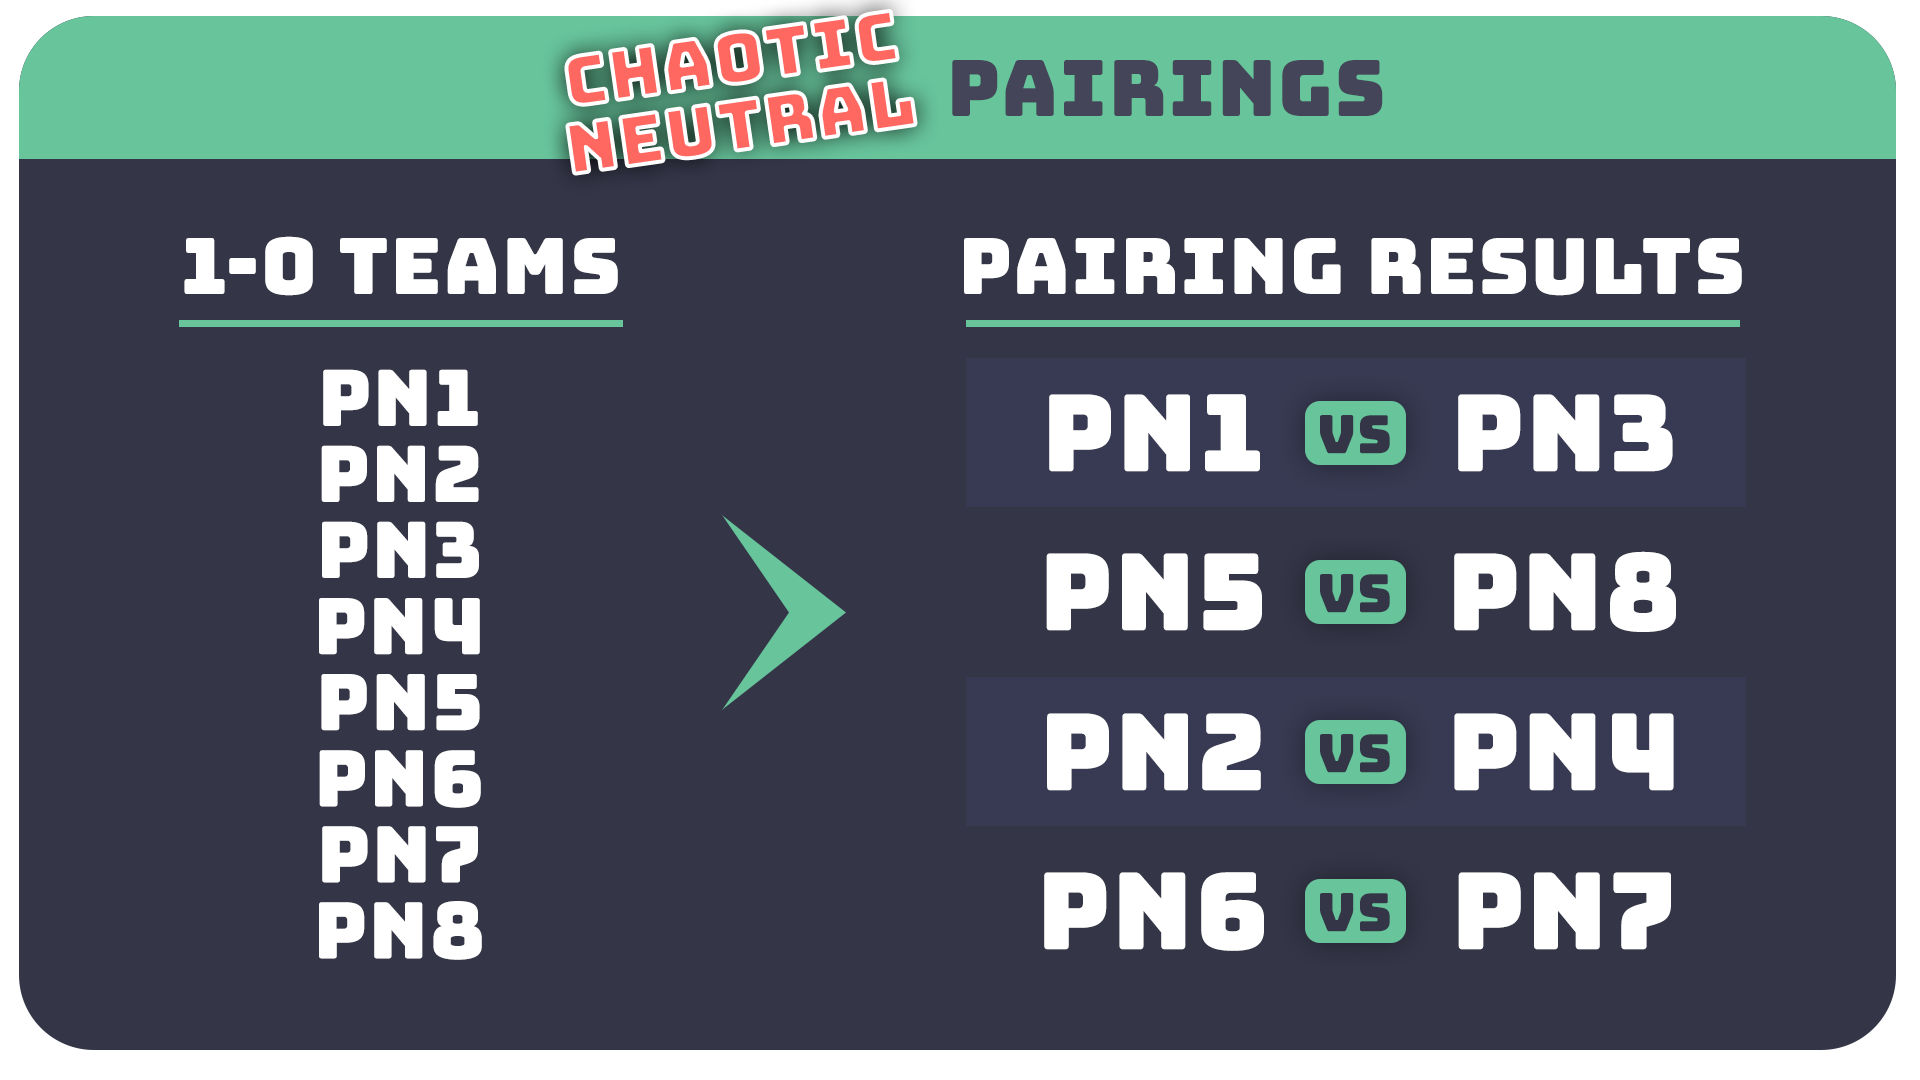 CHAOTIC
NEUTRAL
PAIRINGS
1-0 TEAMS
PN1
PN2
PN3
PN4
PN5
PN6
PN7
PN8
PAIRING RESULTS
PN1 VS PN3
PN5 VS PN8
PN2 VS PN4
PN6 VS PN7